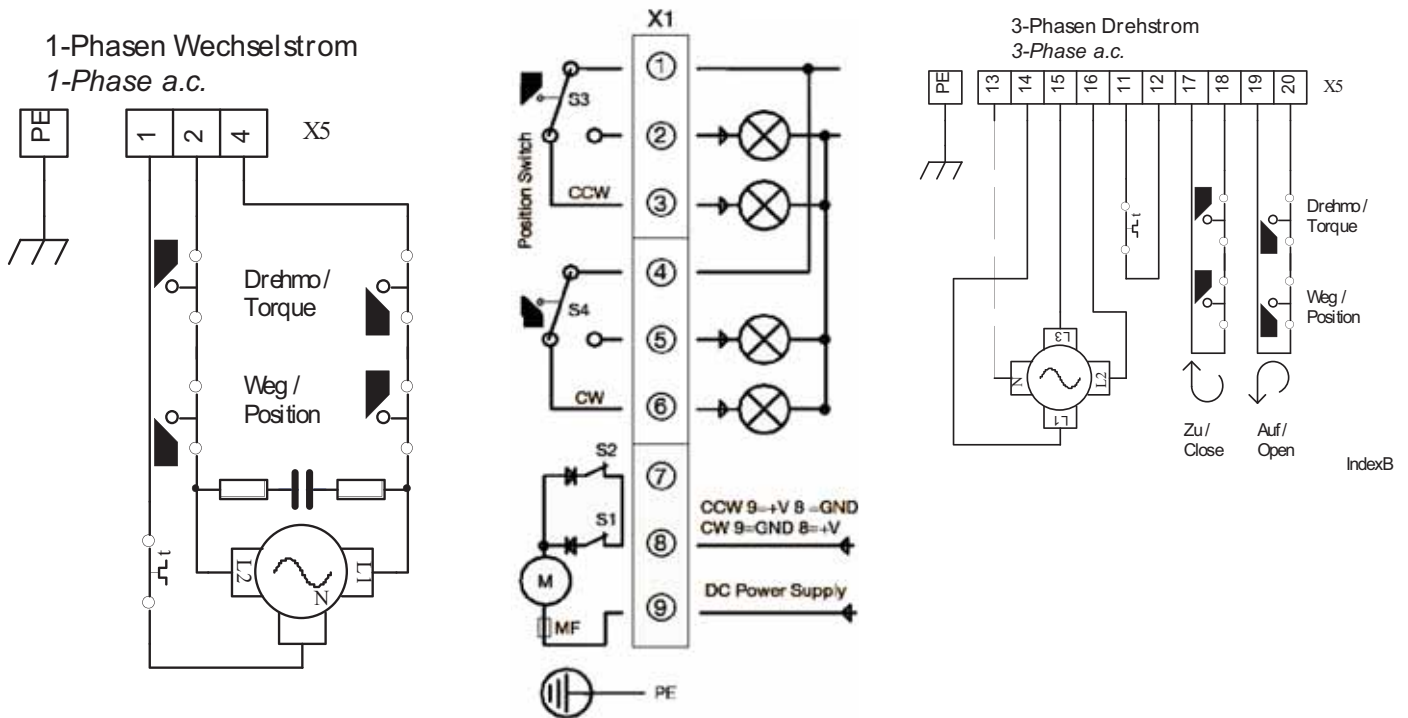 1-Phasen Wechselstrom
1-Phase a.c.
PE
1 2 4 X5
Drehmo /
Torque
Weg /
Position
t
L2 N L1
X1
Position Switch
S3
1
2
CCW 3
4
S4
5
CW 6
S2
7
S1
CCW 9=+V 8=GND
CW 9=GND 8=+V
8
M
DC Power Supply
9
MF
PE
3-Phasen Drehstrom
3-Phase a.c.
PE
13 14 15 16 11 12 17 18 19 20 X5
Drehmo /
Torque
t
Weg /
Position
L3
N L2
L1
Zu /
Close
Auf /
Open
IndexB